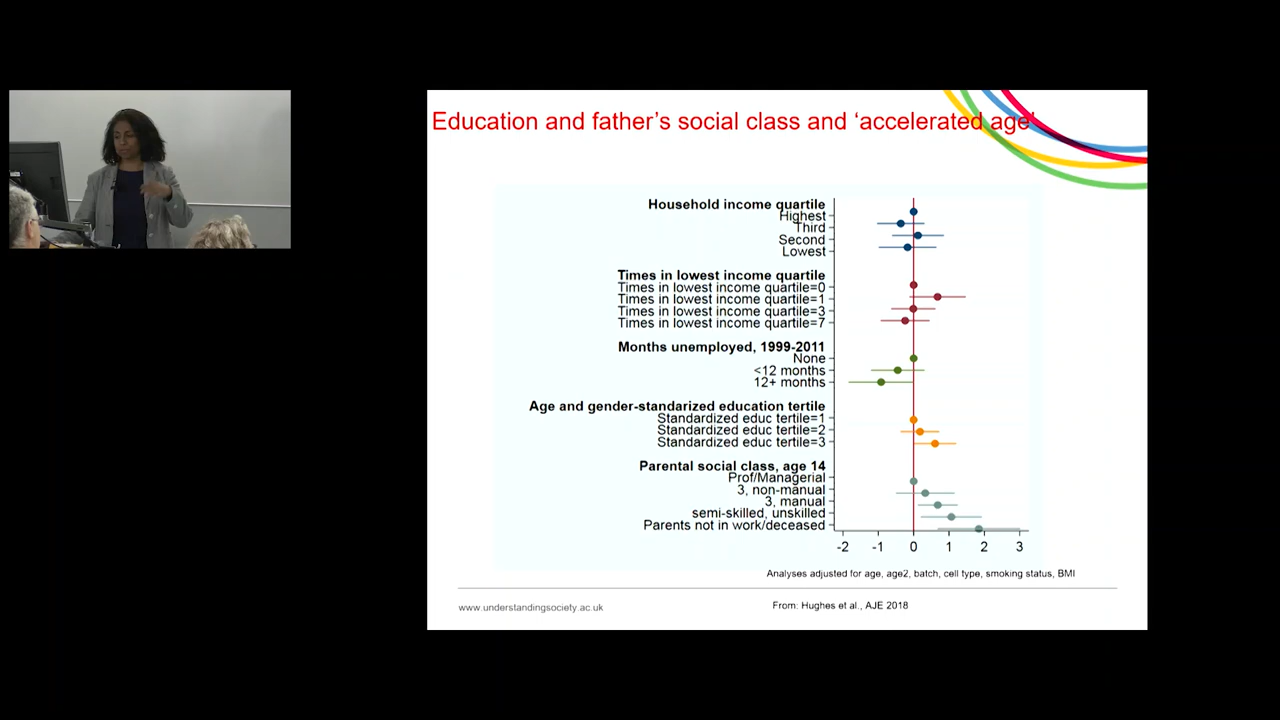 Education and father's social class and 'accelerated age'
Household income quartile
Highest
Third
Second
Lowest
Times in lowest income quartile
Times in lowest income quartile=0
Times in lowest income quartile=1
Times in lowest income quartile=3
Times in lowest income quartile=7
Months unemployed, 1999-2011
None
<12 months
12+ months
Age and gender-standarized education tertile
Standardized educ tertile=1
Standardized educ tertile=2
Standardized educ tertile=3
Parental social class, age 14
Prof/Managerial
3, non-manual
3, manual
semi-skilled, unskilled
Parents not in work/deceased
-2 -1 0 1 2 3
Analyses adjusted for age, age2, batch, cell type, smoking status, BMI
www.understandingsociety.ac.uk
From: Hughes et al., AJE 2018